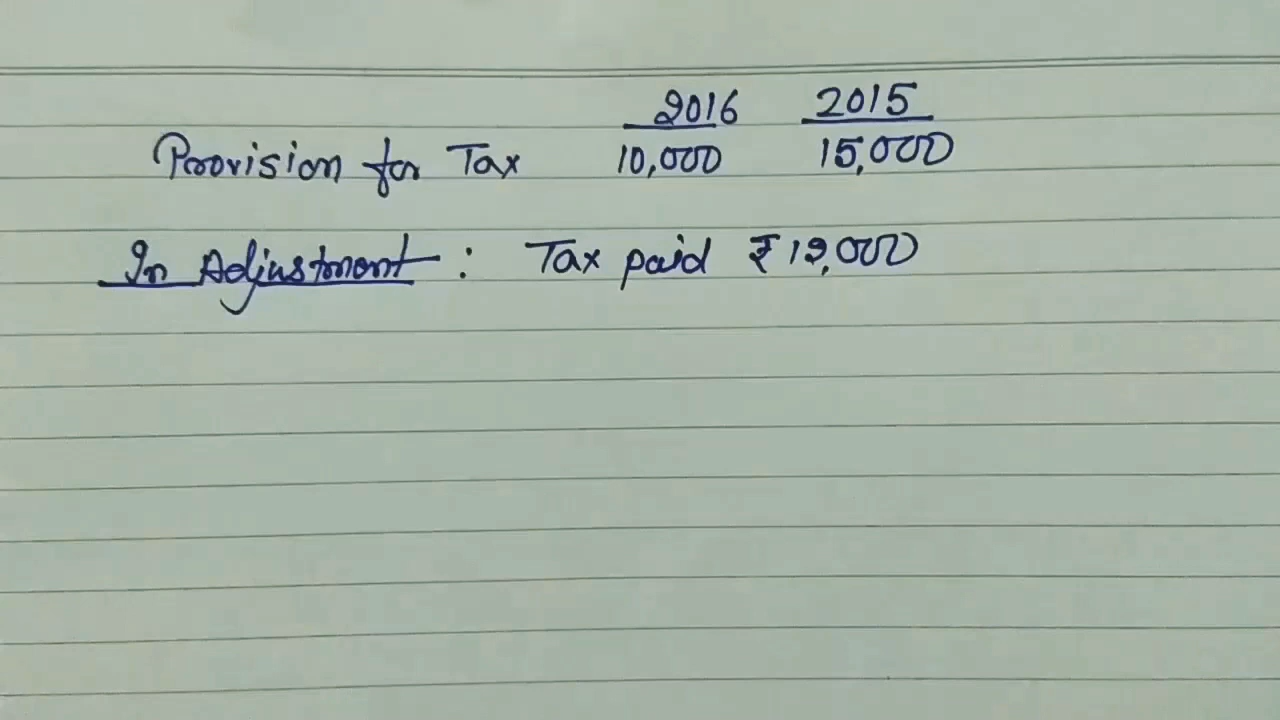 2016 2015
Provision for Tax 10,000 15,000
In Adjustment : Tax paid ₹12,000